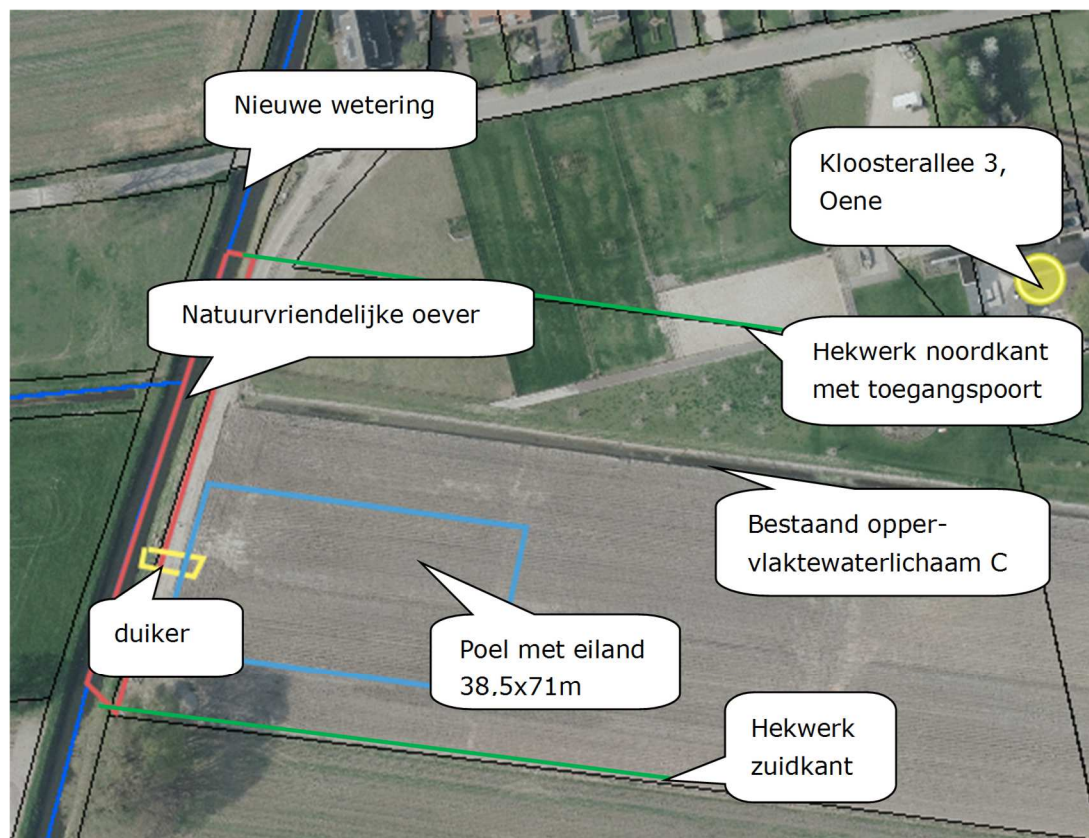 Nieuwe wetering
Kloosterallee 3,
Oene
Natuurvriendelijke oever
Hekwerk noordkant
met toegangspoort
Bestaand opper-
vlaktewaterlichaam C
duiker
Poel met eiland
38,5x71m
Hekwerk
zuidkant